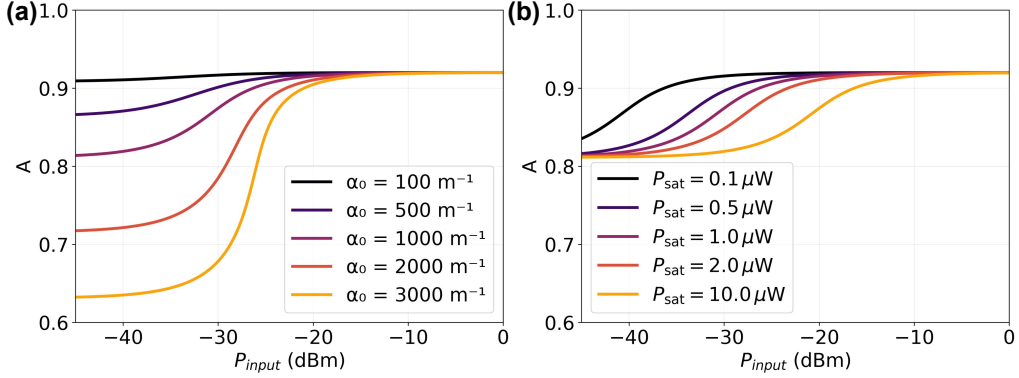 (a)
1.0
0.9
0.8
0.7
0.6
A
−40 −30 −20 −10 0
P_input (dBm)
α₀ = 100 m⁻¹
α₀ = 500 m⁻¹
α₀ = 1000 m⁻¹
α₀ = 2000 m⁻¹
α₀ = 3000 m⁻¹
(b)
1.0
0.9
0.8
0.7
0.6
A
−40 −30 −20 −10 0
P_input (dBm)
P_sat = 0.1 μW
P_sat = 0.5 μW
P_sat = 1.0 μW
P_sat = 2.0 μW
P_sat = 10.0 μW